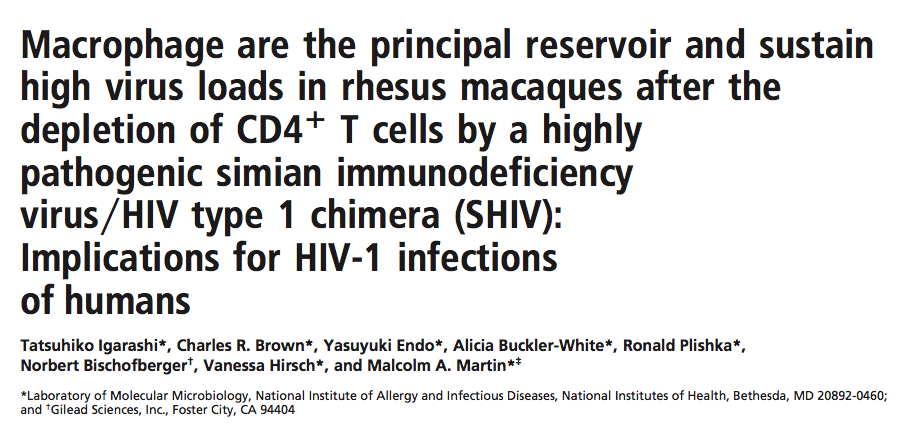 Macrophage are the principal reservoir and sustain
high virus loads in rhesus macaques after the
depletion of CD4+ T cells by a highly
pathogenic simian immunodeficiency
virus/HIV type 1 chimera (SHIV):
Implications for HIV-1 infections
of humans
Tatsuhiko Igarashi*, Charles R. Brown*, Yasuyuki Endo*, Alicia Buckler-White*, Ronald Plishka*,
Norbert Bischofberger†, Vanessa Hirsch*, and Malcolm A. Martin*‡
*Laboratory of Molecular Microbiology, National Institute of Allergy and Infectious Diseases, National Institutes of Health, Bethesda, MD 20892-0460;
and †Gilead Sciences, Inc., Foster City, CA 94404